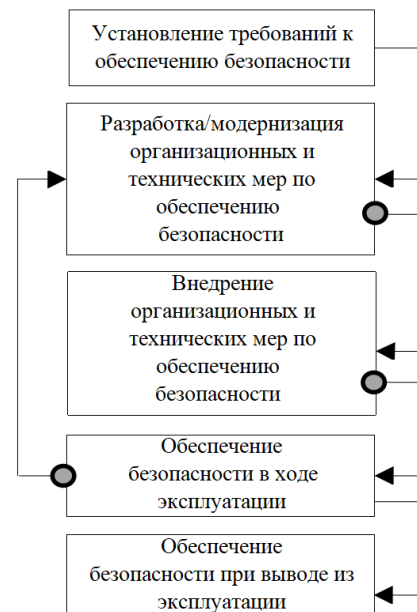 Установление требований к
обеспечению безопасности
Разработка/модернизация
организационных и
технических мер по
обеспечению
безопасности
Внедрение
организационных и
технических мер по
обеспечению
безопасности
Обеспечение
безопасности в ходе
эксплуатации
Обеспечение
безопасности при выводе из
эксплуатации